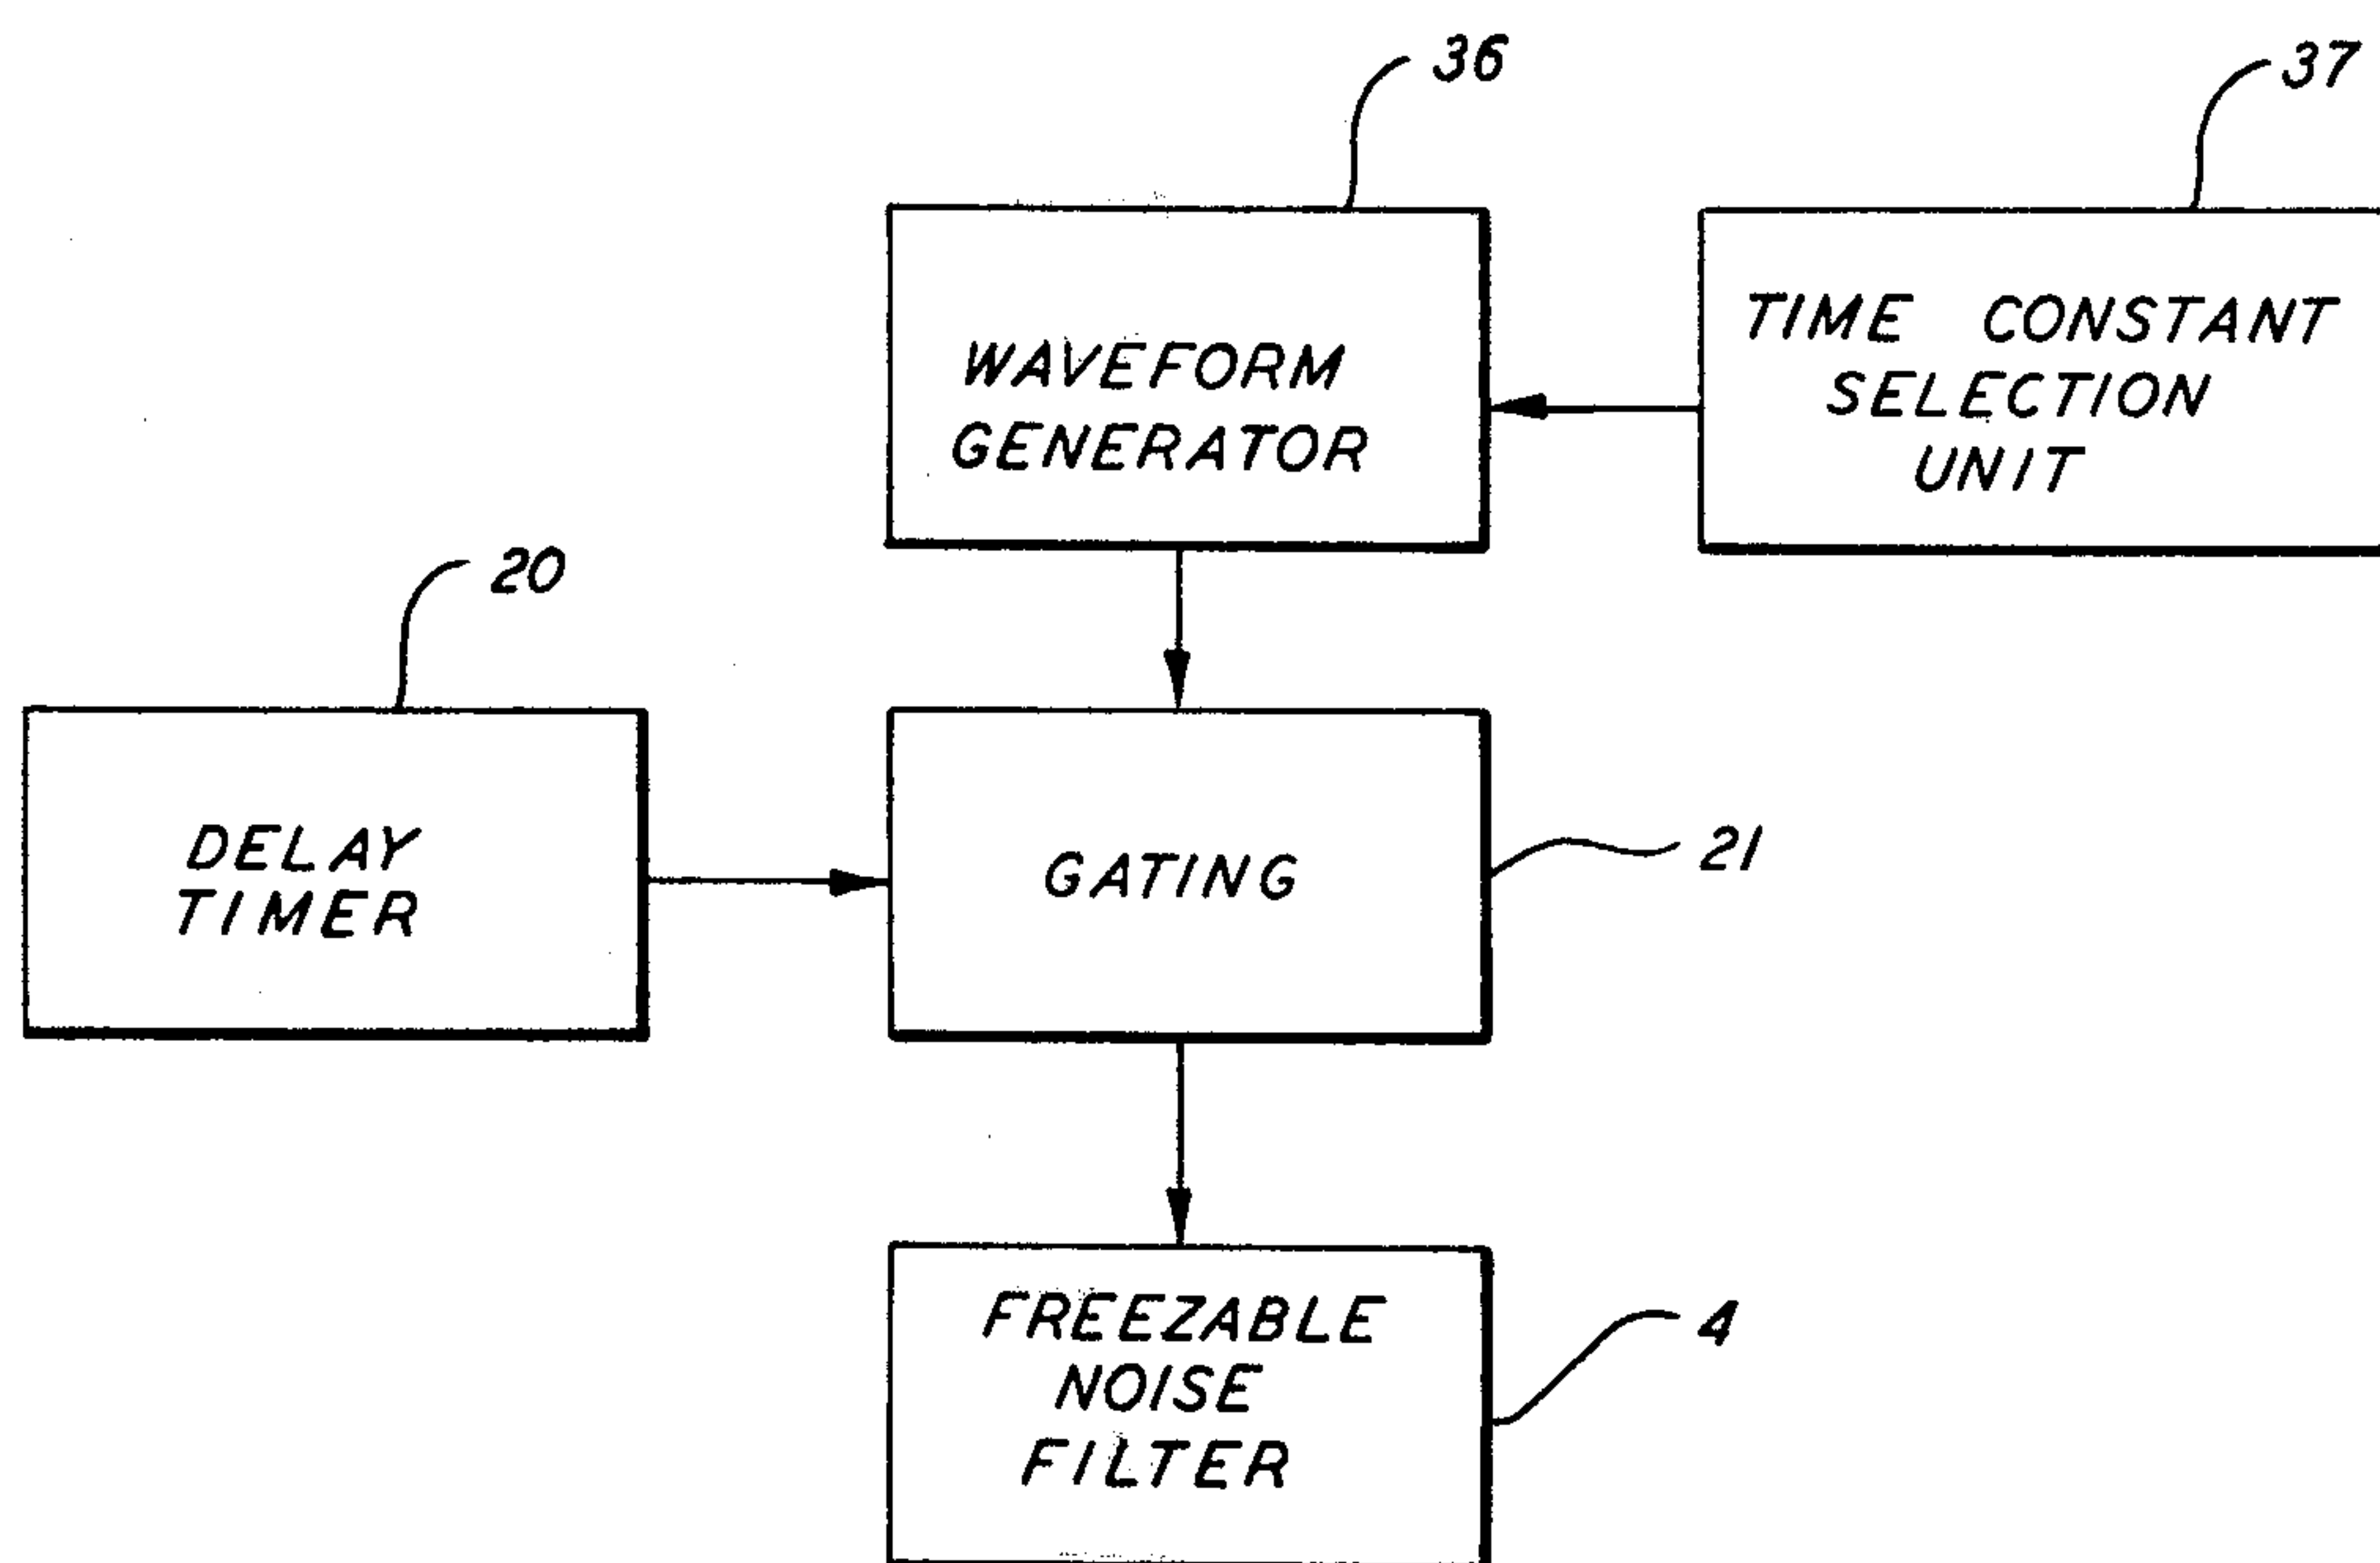 36
37
WAVEFORM
GENERATOR
TIME CONSTANT
SELECTION
UNIT
20
DELAY
TIMER
GATING
21
FREEZABLE
NOISE
FILTER
4